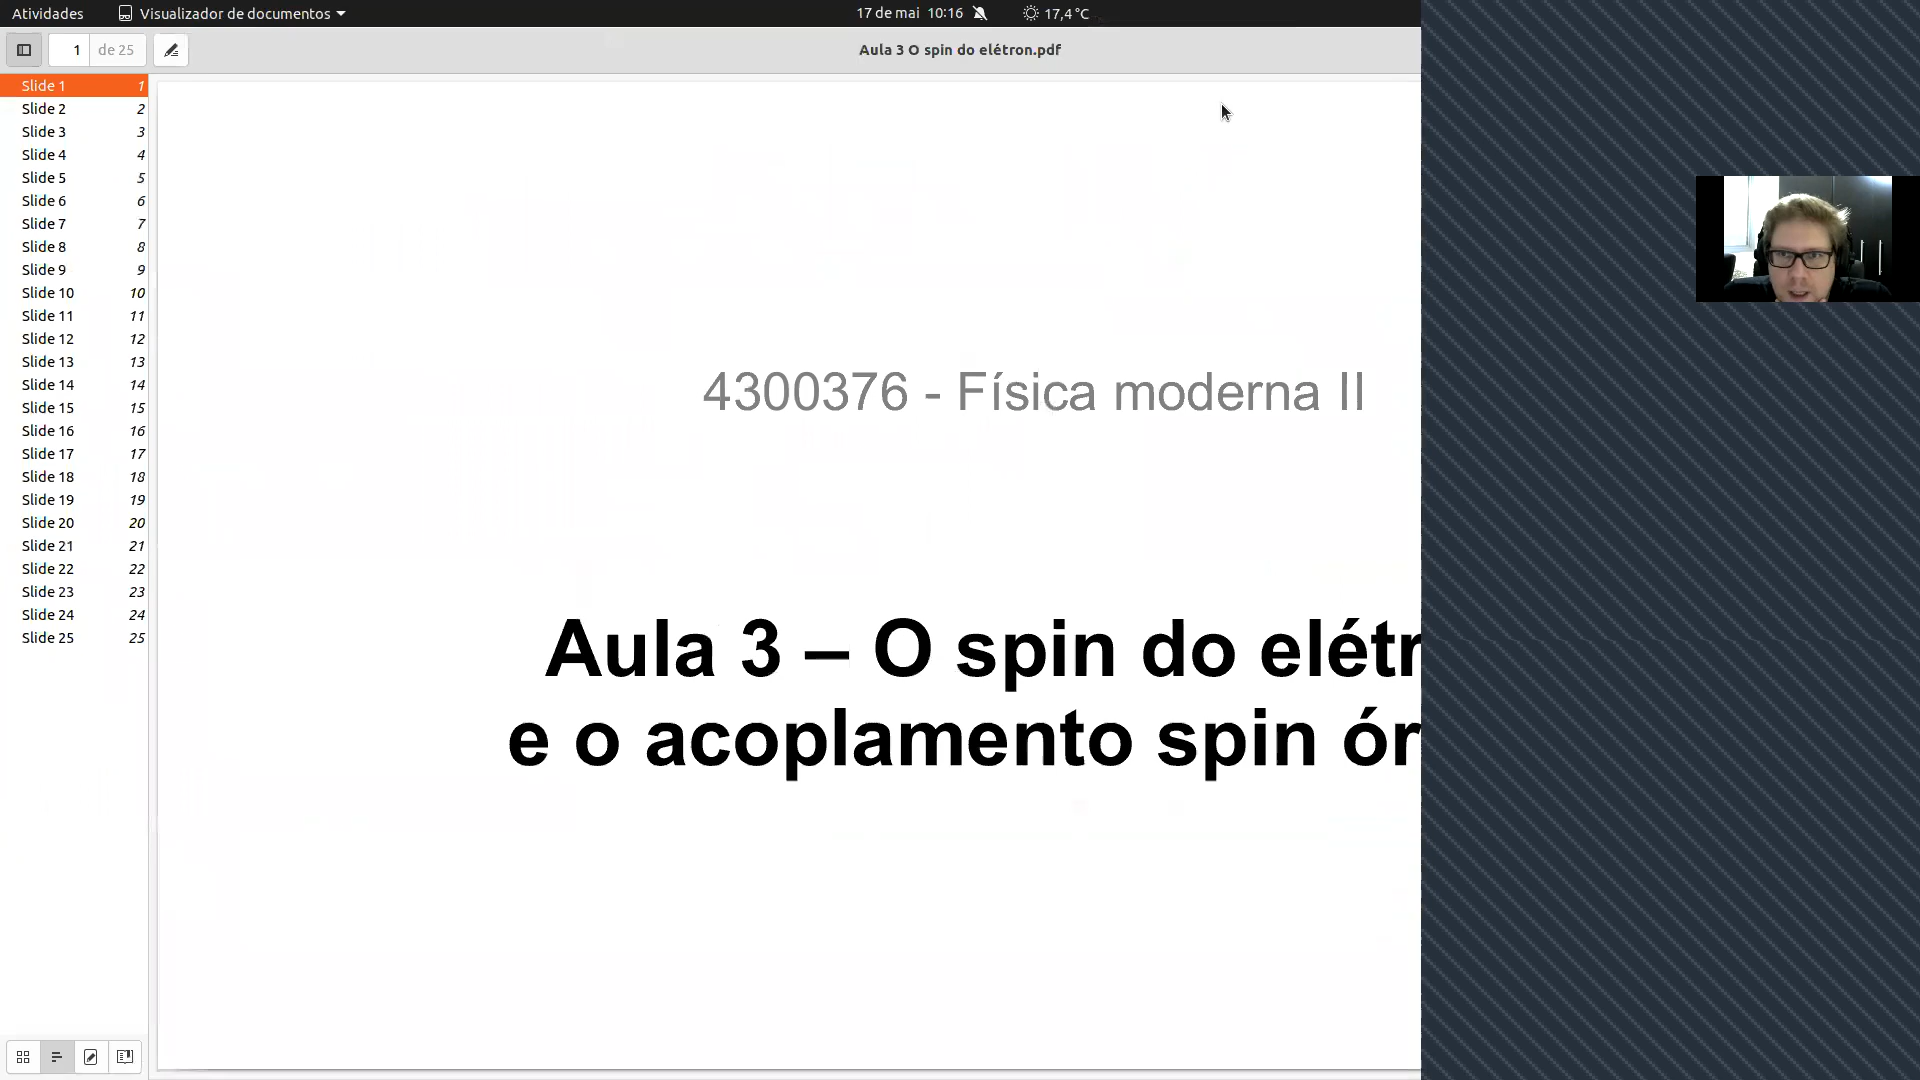 Atividades
Visualizador de documentos
17 de mai 10:16
17,4 °C
1
de 25
Aula 3 O spin do elétron.pdf
Slide 1 1
Slide 2 2
Slide 3 3
Slide 4 4
Slide 5 5
Slide 6 6
Slide 7 7
Slide 8 8
Slide 9 9
Slide 10 10
Slide 11 11
Slide 12 12
Slide 13 13
Slide 14 14
Slide 15 15
Slide 16 16
Slide 17 17
Slide 18 18
Slide 19 19
Slide 20 20
Slide 21 21
Slide 22 22
Slide 23 23
Slide 24 24
Slide 25 25
4300376 - Física moderna II
Aula 3 – O spin do elétr
e o acoplamento spin ór